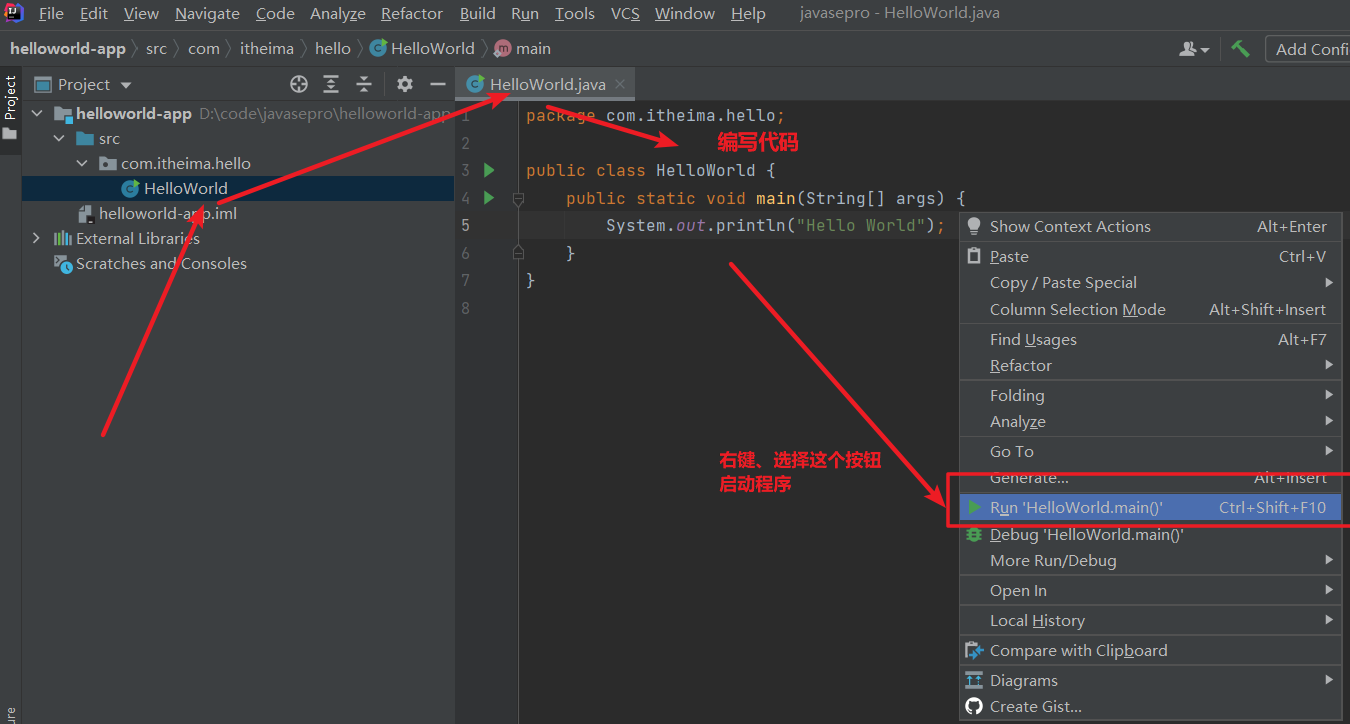 File Edit View Navigate Code Analyze Refactor Build Run Tools VCS Window Help javasepro - HelloWorld.java
helloworld-app src com itheima hello HelloWorld main Add Confi
Project
Project
HelloWorld.java
helloworld-app D:\code\javasepro\helloworld-app
src
com.itheima.hello
HelloWorld
helloworld-app.iml
External Libraries
Scratches and Consoles
1 package com.itheima.hello;
编写代码
2
3 public class HelloWorld {
4 public static void main(String[] args) {
5 System.out.println("Hello World");
6 }
7 }
8
右键、选择这个按钮
启动程序
Show Context Actions Alt+Enter
Paste Ctrl+V
Copy / Paste Special
Column Selection Mode Alt+Shift+Insert
Find Usages Alt+F7
Refactor
Folding
Analyze
Go To
Generate... Alt+Insert
Run 'HelloWorld.main()' Ctrl+Shift+F10
Debug 'HelloWorld.main()'
More Run/Debug
Open In
Local History
Compare with Clipboard
Diagrams
Create Gist...